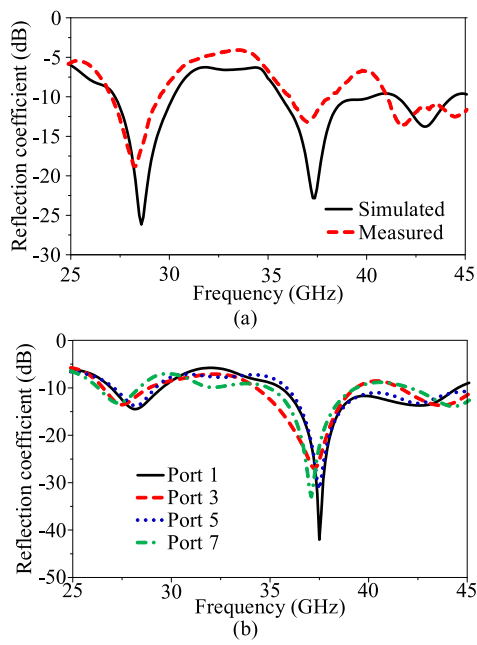 0
-5
-10
-15
-20
-25
-30
Reflection coefficient (dB)
Simulated
Measured
25 30 35 40 45
Frequency (GHz)
(a)
0
-10
-20
-30
-40
-50
Reflection coefficient (dB)
Port 1
Port 3
Port 5
Port 7
25 30 35 40 45
Frequency (GHz)
(b)